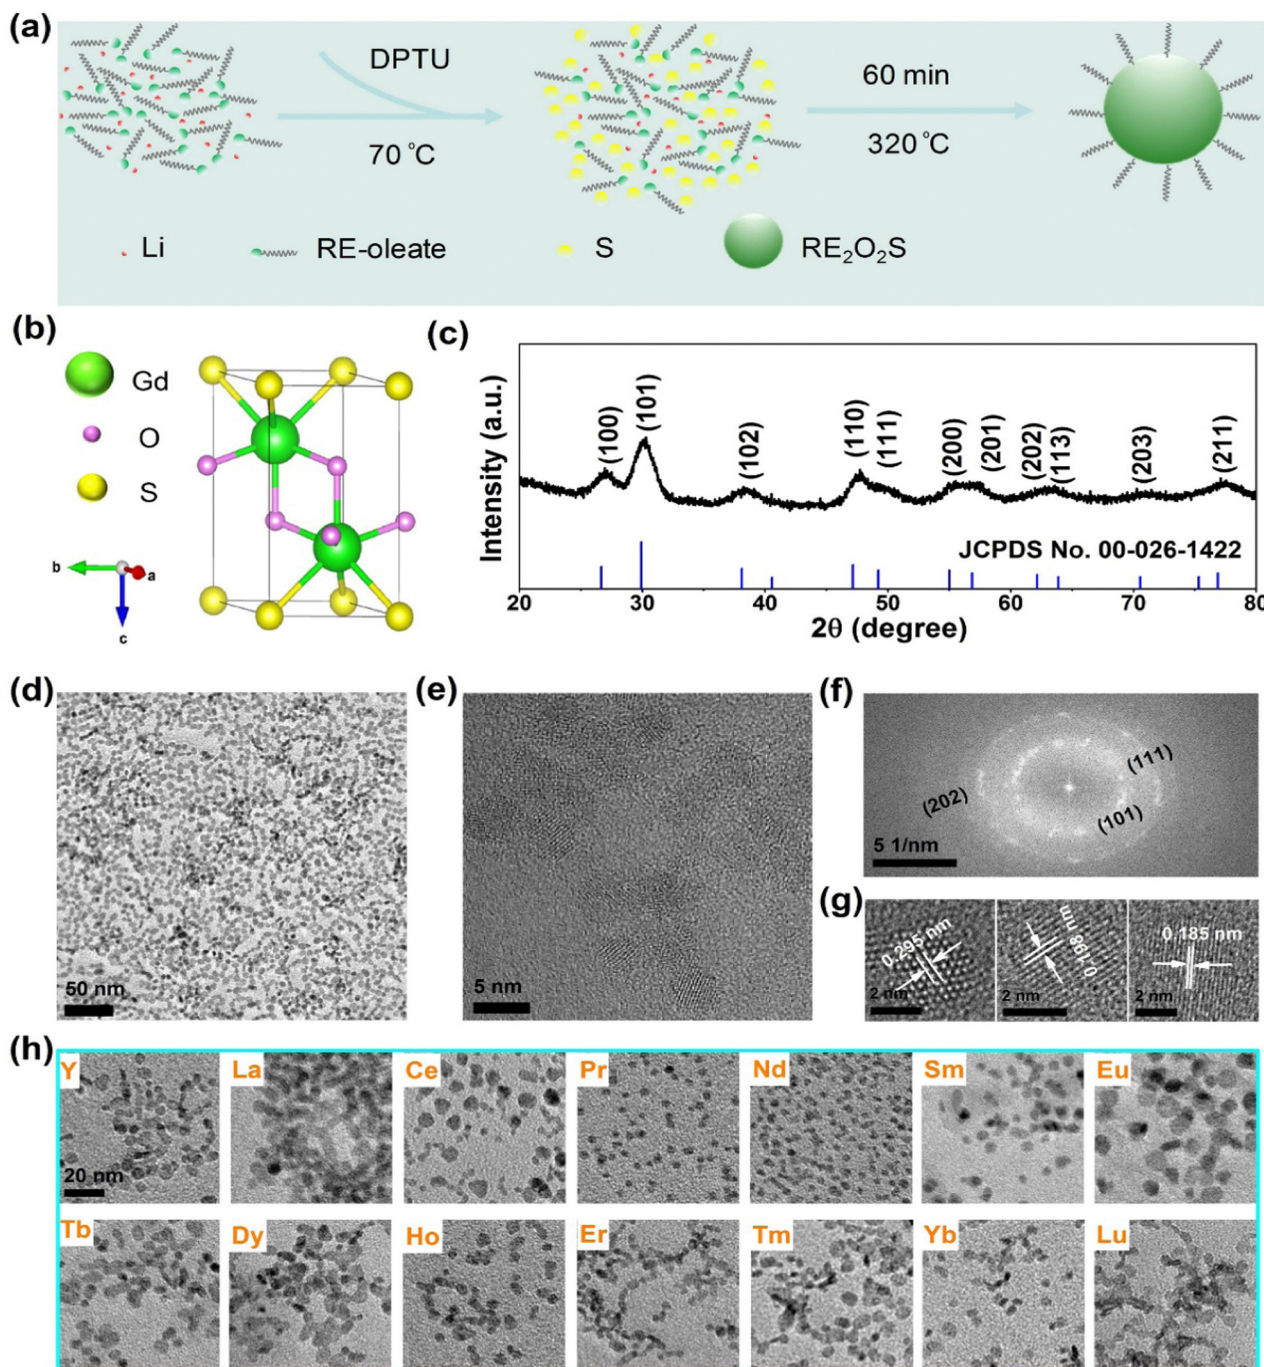 (a)
DPTU
70 °C
60 min
320 °C
Li
RE-oleate
S
RE₂O₂S
(b)
Gd
O
S
b
a
c
(c)
Intensity (a.u.)
(100)
(101)
(102)
(110)
(111)
(200)
(201)
(202)
(113)
(203)
(211)
JCPDS No. 00-026-1422
20 30 40 50 60 70 80
2θ (degree)
(d)
50 nm
(e)
5 nm
(f)
(111)
(202)
(101)
5 1/nm
(g)
0.295 nm
2 nm
0.198 nm
2 nm
0.185 nm
2 nm
(h)
Y La Ce Pr Nd Sm Eu
20 nm
Tb Dy Ho Er Tm Yb Lu